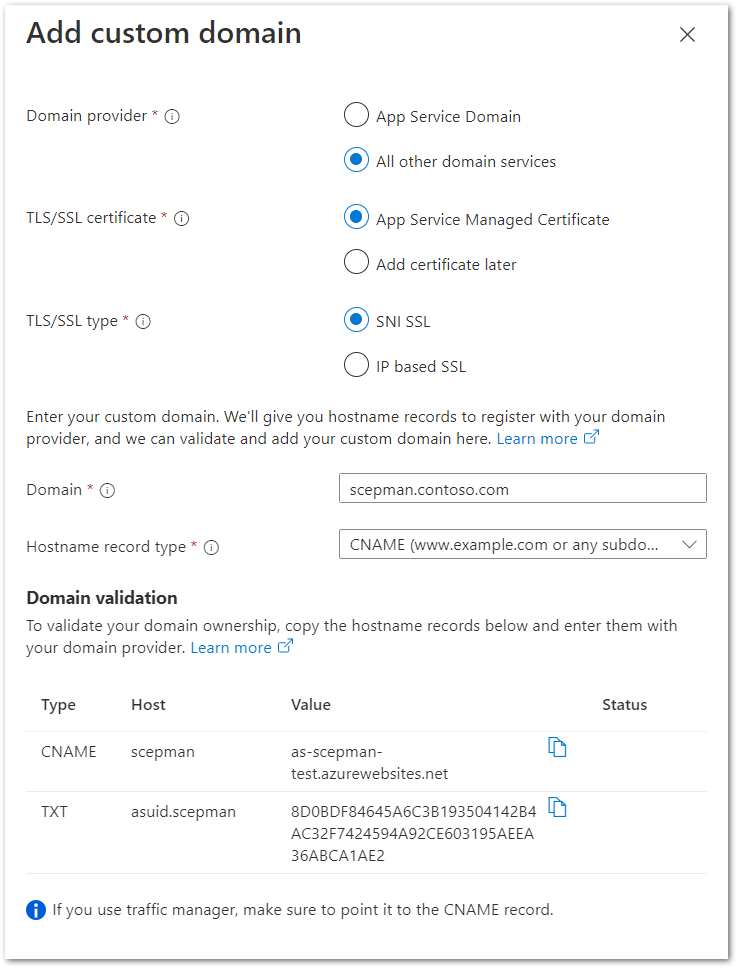 Add custom domain
Domain provider *
App Service Domain
All other domain services
TLS/SSL certificate *
App Service Managed Certificate
Add certificate later
TLS/SSL type *
SNI SSL
IP based SSL
Enter your custom domain. We'll give you hostname records to register with your domain
provider, and we can validate and add your custom domain here. Learn more
Domain *
scepman.contoso.com
Hostname record type *
CNAME (www.example.com or any subdo...
Domain validation
To validate your domain ownership, copy the hostname records below and enter them with
your domain provider. Learn more
Type Host Value Status
CNAME scepman as-scepman-
test.azurewebsites.net
TXT asuid.scepman 8D0BDF84645A6C3B193504142B4
AC32F7424594A92CE603195AEEA
36ABCA1AE2
If you use traffic manager, make sure to point it to the CNAME record.